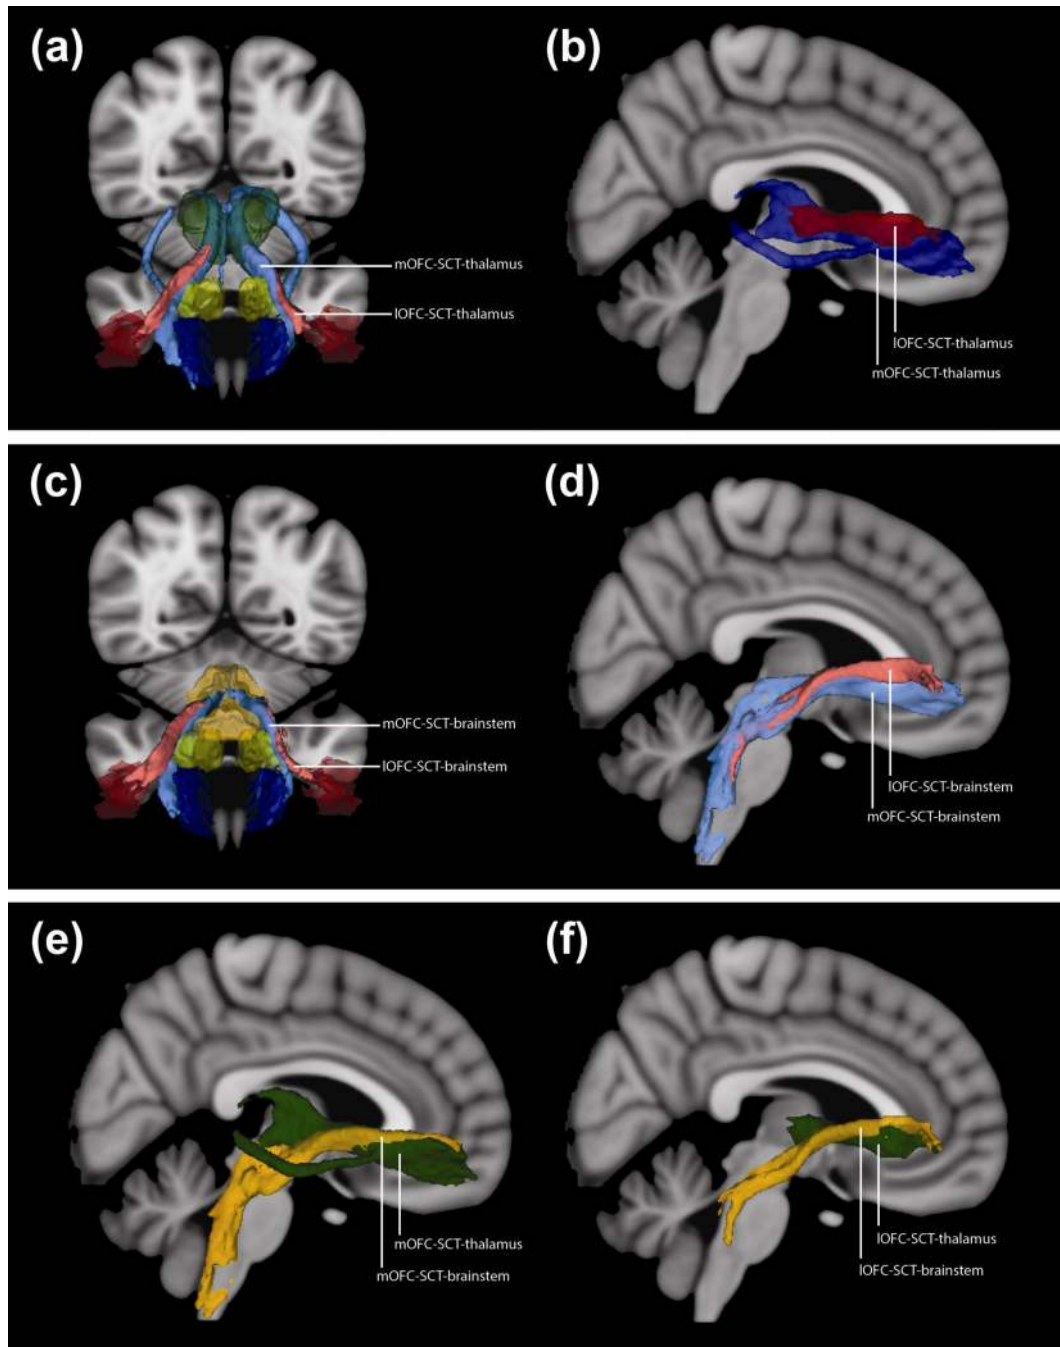 (a)
mOFC-SCT-thalamus
lOFC-SCT-thalamus
(b)
lOFC-SCT-thalamus
mOFC-SCT-thalamus
(c)
mOFC-SCT-brainstem
lOFC-SCT-brainstem
(d)
lOFC-SCT-brainstem
mOFC-SCT-brainstem
(e)
mOFC-SCT-thalamus
mOFC-SCT-brainstem
(f)
lOFC-SCT-thalamus
lOFC-SCT-brainstem